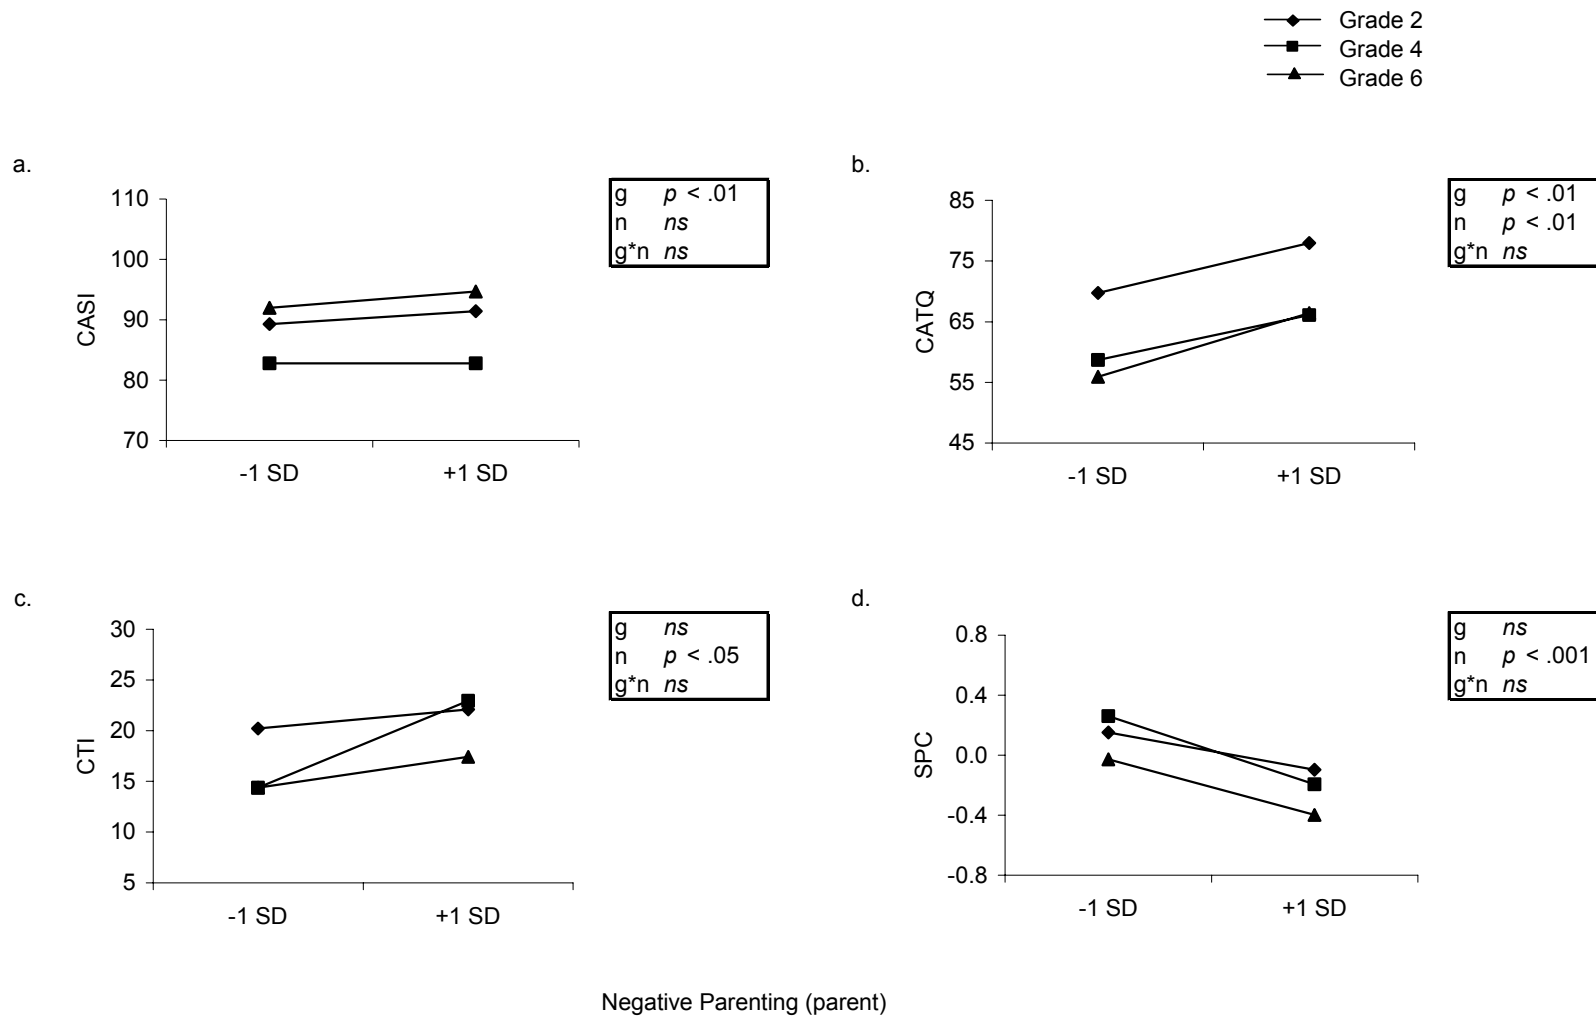 Grade 2
Grade 4
Grade 6
a.
110
100
90
80
70
CASI
-1 SD +1 SD
g p < .01
n ns
g*n ns
b.
85
75
65
55
45
CATQ
-1 SD +1 SD
g p < .01
n p < .01
g*n ns
c.
30
25
20
15
10
5
CTI
-1 SD +1 SD
g ns
n p < .05
g*n ns
d.
0.8
0.4
0.0
-0.4
-0.8
SPC
-1 SD +1 SD
g ns
n p < .001
g*n ns
Negative Parenting (parent)